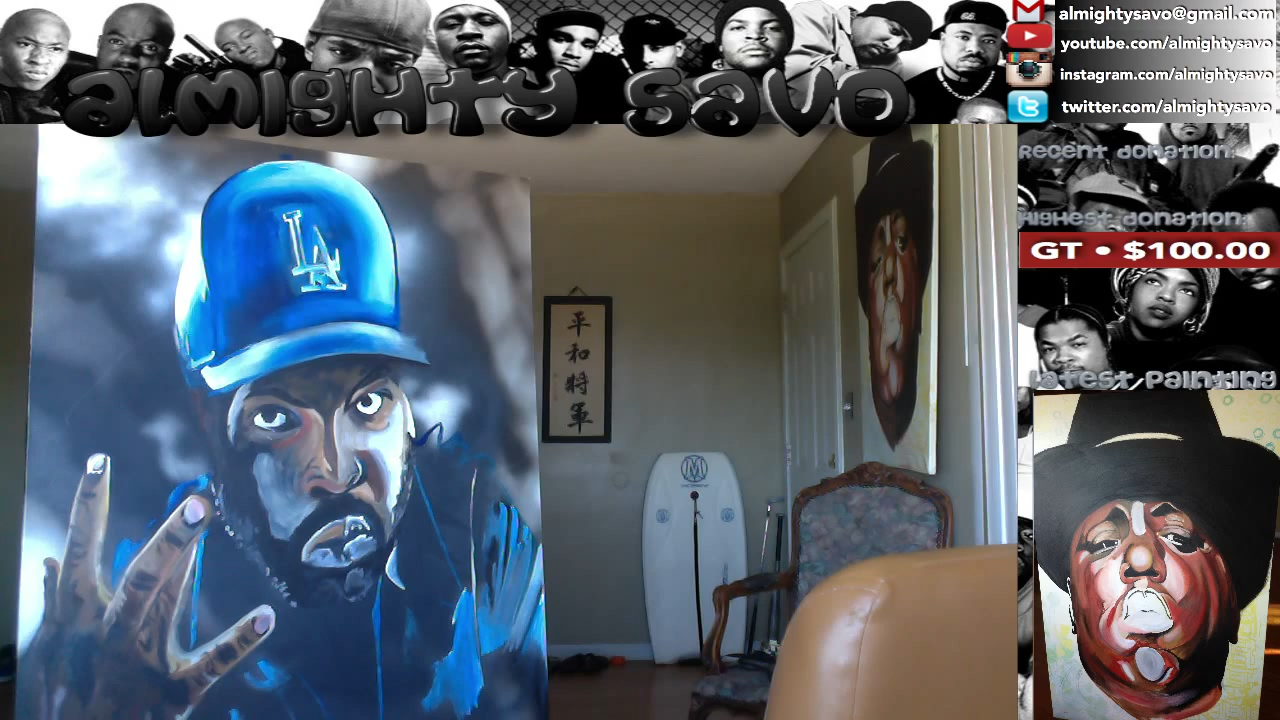 almighty savo
almightysavo@gmail.com
youtube.com/almightysavo
instagram.com/almightysavo
twitter.com/almightysavo
Recent donation:
Highest donation:
GT • $100.00
Latest Painting
LA
平
和
將
軍